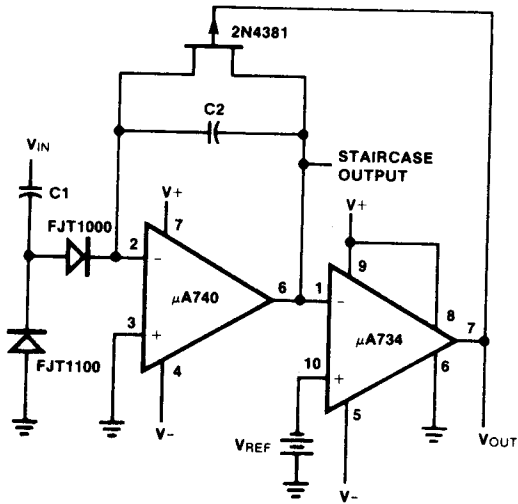 2N4381
C2
VIN
STAIRCASE
OUTPUT
C1
V+
V+
FJT1000
7
9
2
−
8
μA740
6
1
−
7
μA734
3
+
10
+
6
FJT1100
4
5
V−
VREF
VOUT
V−